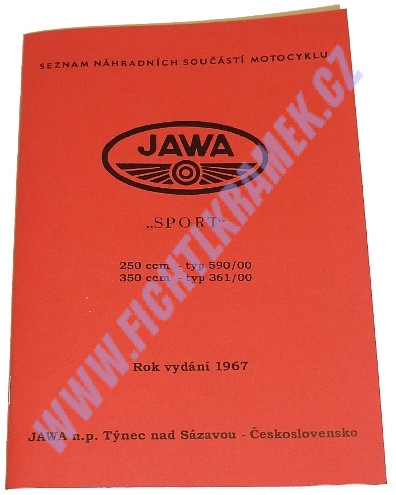 SEZNAM NÁHRADNÍCH SOUČÁSTÍ MOTOCYKLU
JAWA
„SPORT“
250 ccm - typ 590/00
350 ccm - typ 361/00
Rok vydání 1967
JAWA n.p. Týnec nad Sázavou - Československo
WWW.FICHTLKRAMEK.CZ